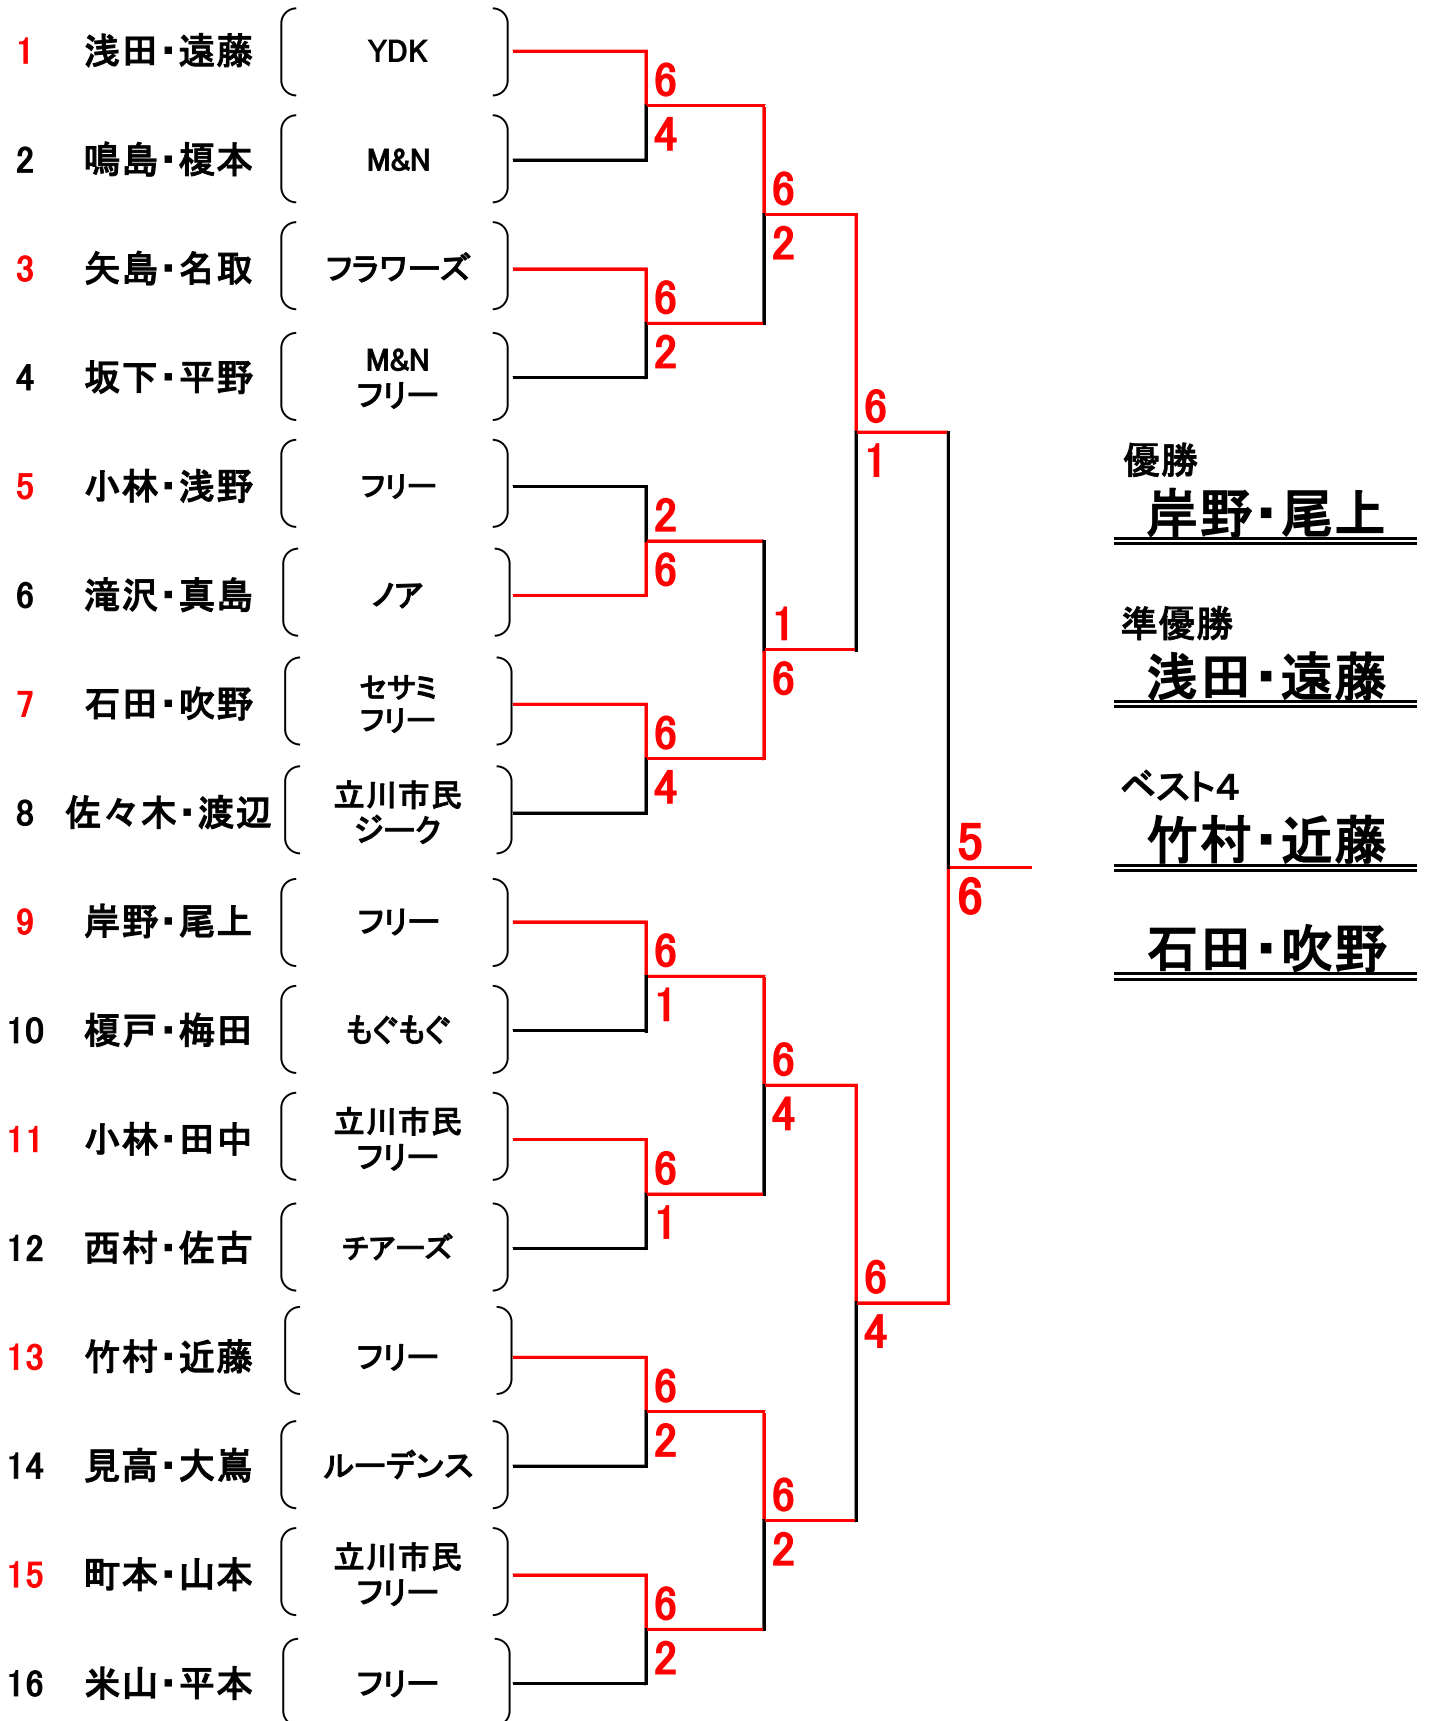 1 浅田・遠藤 YDK
6
4
2 鳴島・榎本 M&N
6
2
3 矢島・名取 フラワーズ
6
2
4 坂下・平野 M&N
フリー
6
1
5 小林・浅野 フリー
2
6
6 滝沢・真島 ノア
1
6
7 石田・吹野 セサミ
フリー
6
4
8 佐々木・渡辺 立川市民
ジーク
5
6
9 岸野・尾上 フリー
6
1
10 榎戸・梅田 もぐもぐ
6
4
11 小林・田中 立川市民
フリー
6
1
12 西村・佐古 チアーズ
6
4
13 竹村・近藤 フリー
6
2
14 見高・大嶌 ルーデンス
6
2
15 町本・山本 立川市民
フリー
6
2
16 米山・平本 フリー
優勝
岸野・尾上
準優勝
浅田・遠藤
ベスト4
竹村・近藤
石田・吹野